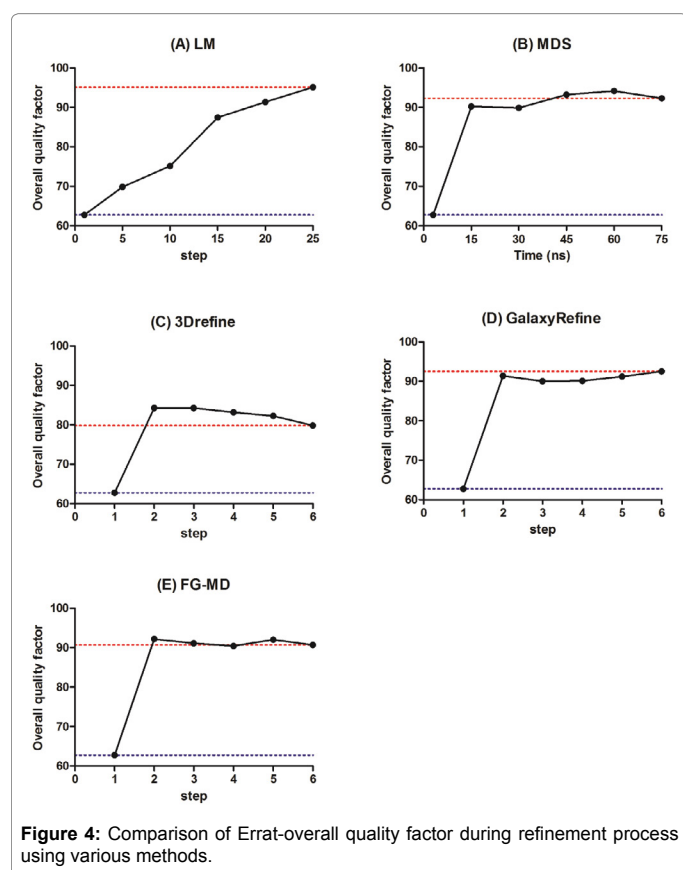 (A) LM
Overall quality factor
100
90
80
70
60
0 5 10 15 20 25
step
(B) MDS
Overall quality factor
100
90
80
70
60
0 15 30 45 60 75
Time (ns)
(C) 3Drefine
Overall quality factor
100
90
80
70
60
0 1 2 3 4 5 6
step
(D) GalaxyRefine
Overall quality factor
100
90
80
70
60
0 1 2 3 4 5 6
step
(E) FG-MD
Overall quality factor
100
90
80
70
60
0 1 2 3 4 5 6
step
Figure 4: Comparison of Errat-overall quality factor during refinement process
using various methods.